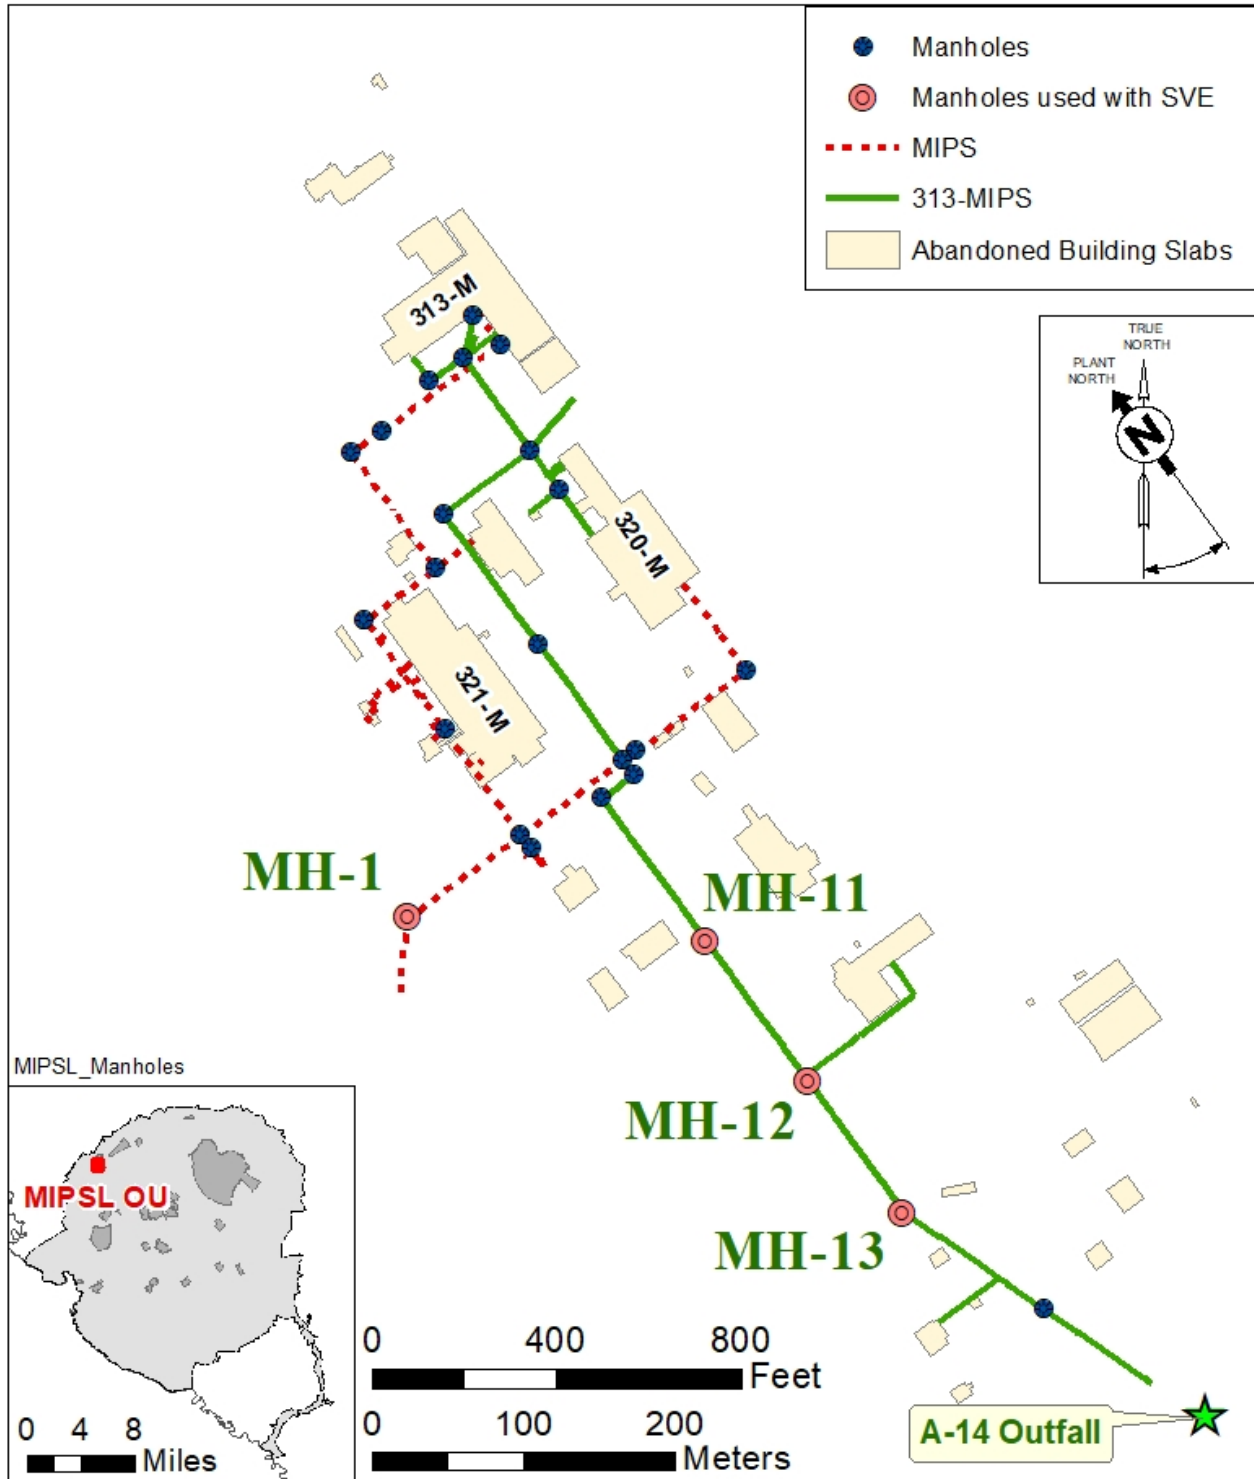 Manholes
Manholes used with SVE
MIPS
313-MIPS
Abandoned Building Slabs
TRUE
NORTH
PLANT
NORTH
N
313-M
320-M
321-M
MH-1
MH-11
MH-12
MH-13
A-14 Outfall
MIPSL_Manholes
MIPSL OU
0 4 8
Miles
0 400 800
Feet
0 100 200
Meters